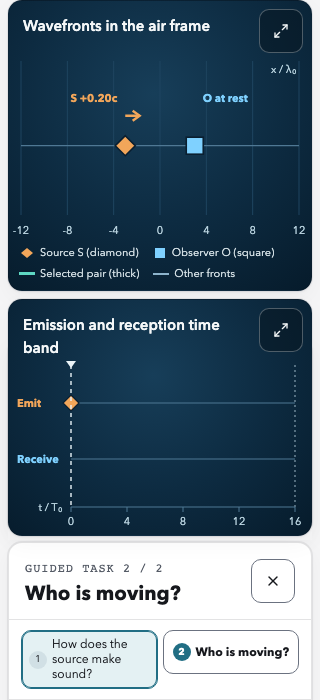 Wavefronts in the air frame
x / λ₀
S +0.20c
O at rest
-12 -8 -4 0 4 8 12
Source S (diamond) Observer O (square)
Selected pair (thick) Other fronts
Emission and reception time
band
Emit
Receive
t / T₀
0 4 8 12 16
GUIDED TASK 2 / 2
Who is moving?
×
1 How does the
source make
sound?
2 Who is moving?